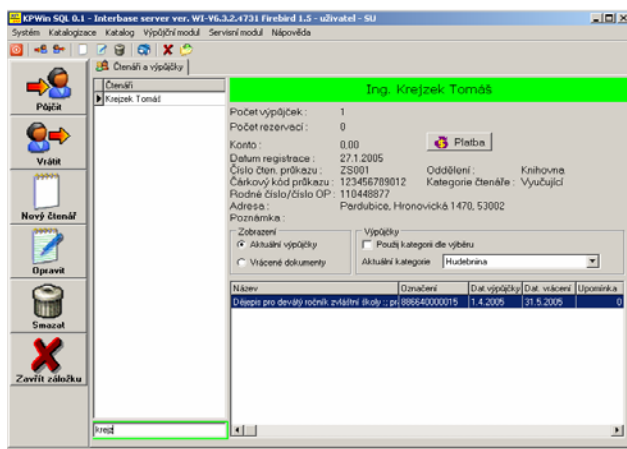 KPWin SQL 0.1 - Interbase server ver. WI-V6.3.2.4731 Firebird 1.5 - uživatel - SU
Systém Katalogizace Katalog Výpůjční modul Servisní modul Nápověda
Čtenáři a výpůjčky
Půjčit
Vrátit
Nový čtenář
Opravit
Smazat
Zavřít záložku
Čtenáři
Krejzek Tomáš
krejz
Ing. Krejzek Tomáš
Počet výpůjček : 1
Počet rezervací : 0
Konto : 0,00 Platba
Datum registrace : 27.1.2005
Číslo čten. průkazu : ZS001 Oddělení : Knihovna
Čárkový kód průkazu : 123456789012 Kategorie čtenáře : Vyučující
Rodné číslo/číslo OP : 110448877
Adresa : Pardubice, Hronovická 1470, 53002
Poznámka :
Zobrazení Výpůjčky
Aktuální výpůjčky Použij kategorii dle výběru
Vrácené dokumenty Aktuální kategorie Hudebnina
Název Označení Dat.výpůjčky Dat. vrácení Upomínka
Dějepis pro devátý ročník zvláštní školy :; pr 886640000015 1.4.2005 31.5.2005 0